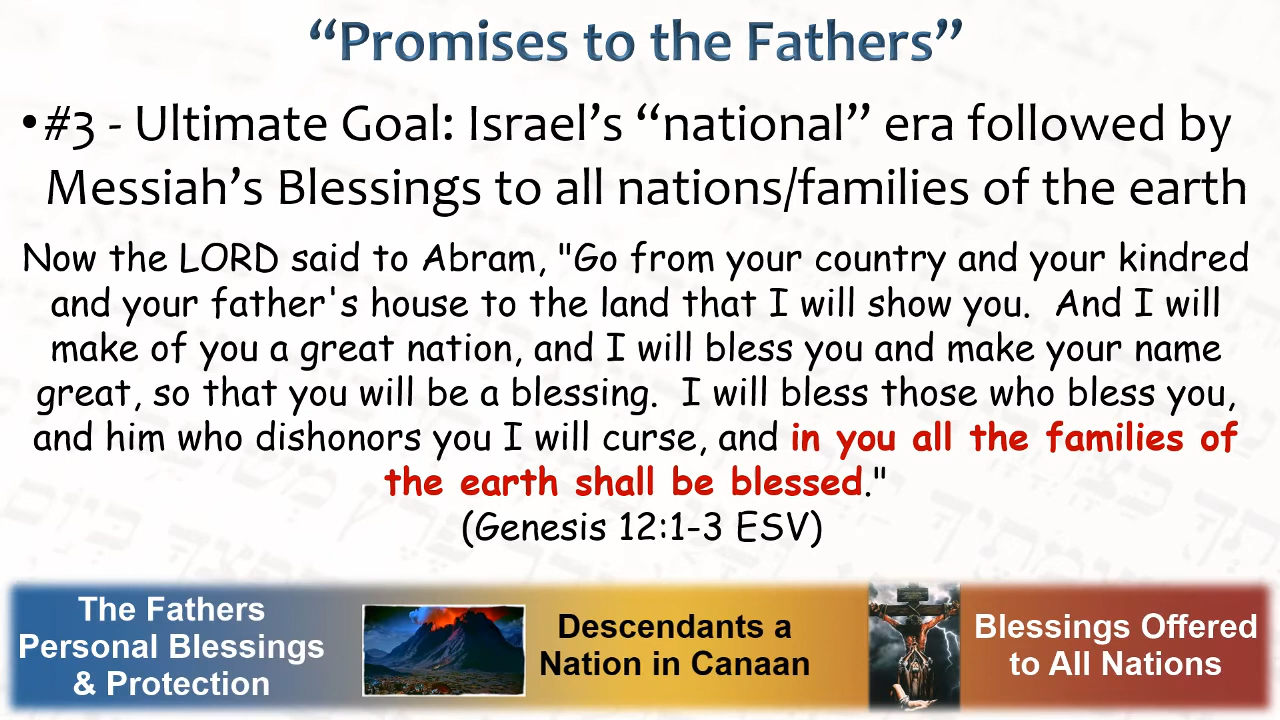 “Promises to the Fathers”
•#3 - Ultimate Goal: Israel’s “national” era followed by
Messiah’s Blessings to all nations/families of the earth
Now the LORD said to Abram, "Go from your country and your kindred
and your father's house to the land that I will show you.  And I will
make of you a great nation, and I will bless you and make your name
great, so that you will be a blessing.  I will bless those who bless you,
and him who dishonors you I will curse, and in you all the families of
the earth shall be blessed."
(Genesis 12:1-3 ESV)
The Fathers
Personal Blessings
& Protection
Descendants a
Nation in Canaan
Blessings Offered
to All Nations